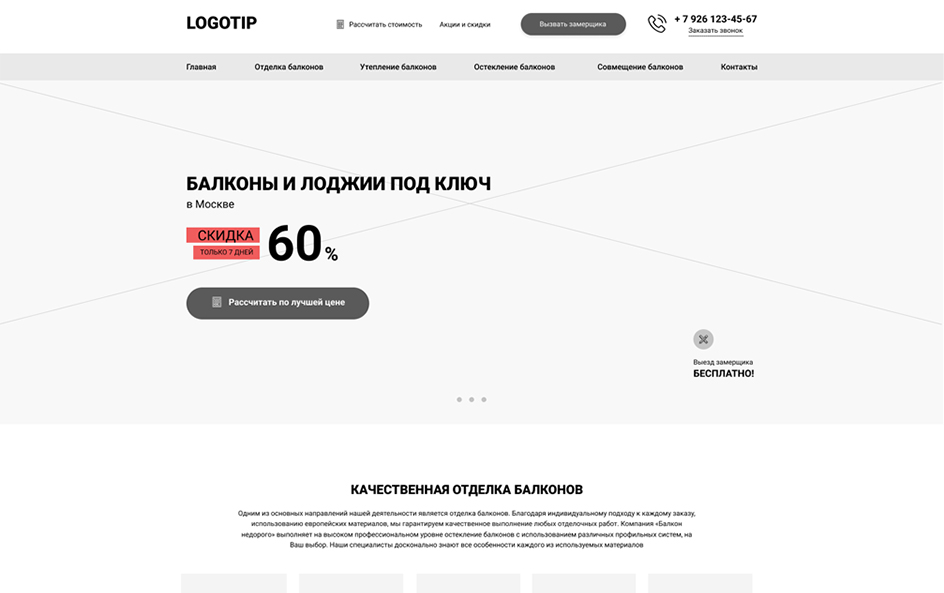 LOGOTIP
Рассчитать стоимость
Акции и скидки
Вызвать замерщика
+ 7 926 123-45-67
Заказать звонок
Главная
Отделка балконов
Утепление балконов
Остекление балконов
Совмещение балконов
Контакты
БАЛКОНЫ И ЛОДЖИИ ПОД КЛЮЧ
в Москве
СКИДКА
60 %
ТОЛЬКО 7 ДНЕЙ
Рассчитать по лучшей цене
Выезд замерщика
БЕСПЛАТНО!
КАЧЕСТВЕННАЯ ОТДЕЛКА БАЛКОНОВ
Одним из основных направлений нашей деятельности является отделка балконов. Благодаря индивидуальному подходу к каждому заказу,
использованию европейских материалов, мы гарантируем качественное выполнение любых отделочных работ. Компания «Балкон
недорого» выполняет на высоком профессиональном уровне остекление балконов с использованием различных профильных систем, на
Ваш выбор. Наши специалисты досконально знают все особенности каждого из используемых материалов